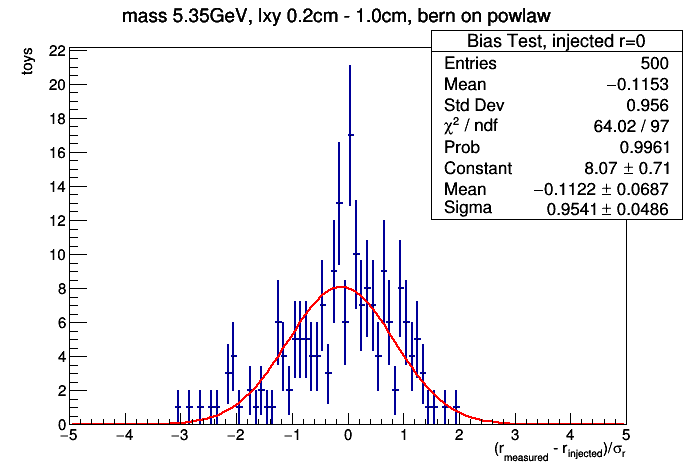 mass 5.35GeV, lxy 0.2cm - 1.0cm, bern on powlaw
Bias Test, injected r=0
Entries 500
Mean −0.1153
Std Dev 0.956
χ² / ndf 64.02 / 97
Prob 0.9961
Constant 8.07 ± 0.71
Mean −0.1122 ± 0.0687
Sigma 0.9541 ± 0.0486
toys
22
20
18
16
14
12
10
8
6
4
2
0
−5 −4 −3 −2 −1 0 1 2 3 4 5
(r_measured - r_injected)/σ_r